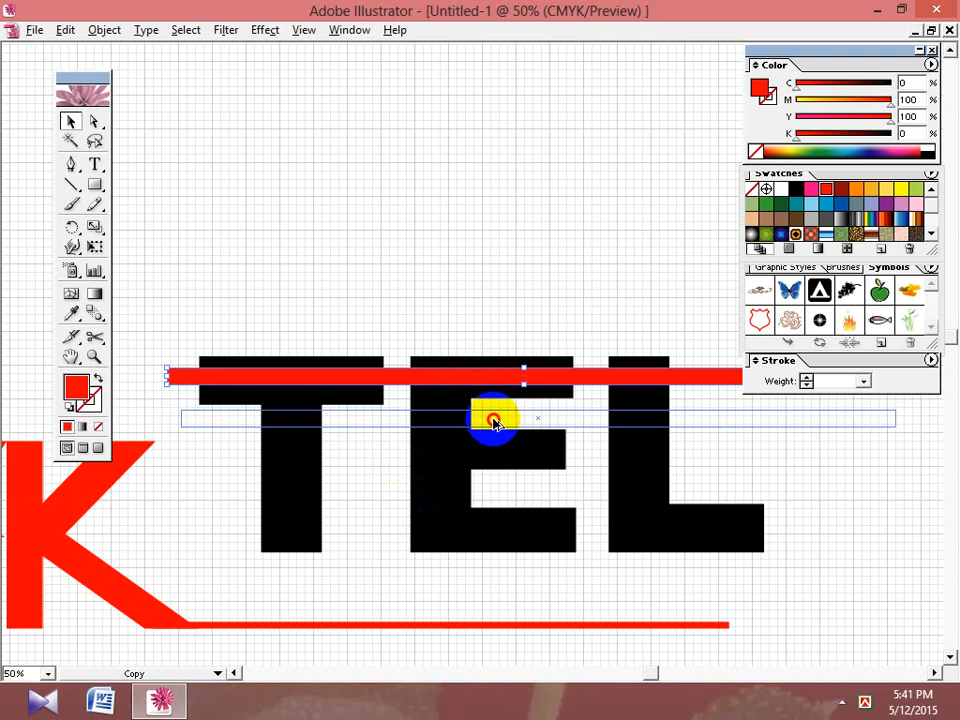 Adobe Illustrator - [Untitled-1 @ 50% (CMYK/Preview) ]
File Edit Object Type Select Filter Effect View Window Help
Color
C 0 %
M 100 %
Y 100 %
K 0 %
Swatches
Graphic Styles Brushes Symbols
Stroke
Weight:
T
TEL
K
50% Copy
W
5:41 PM
5/12/2015